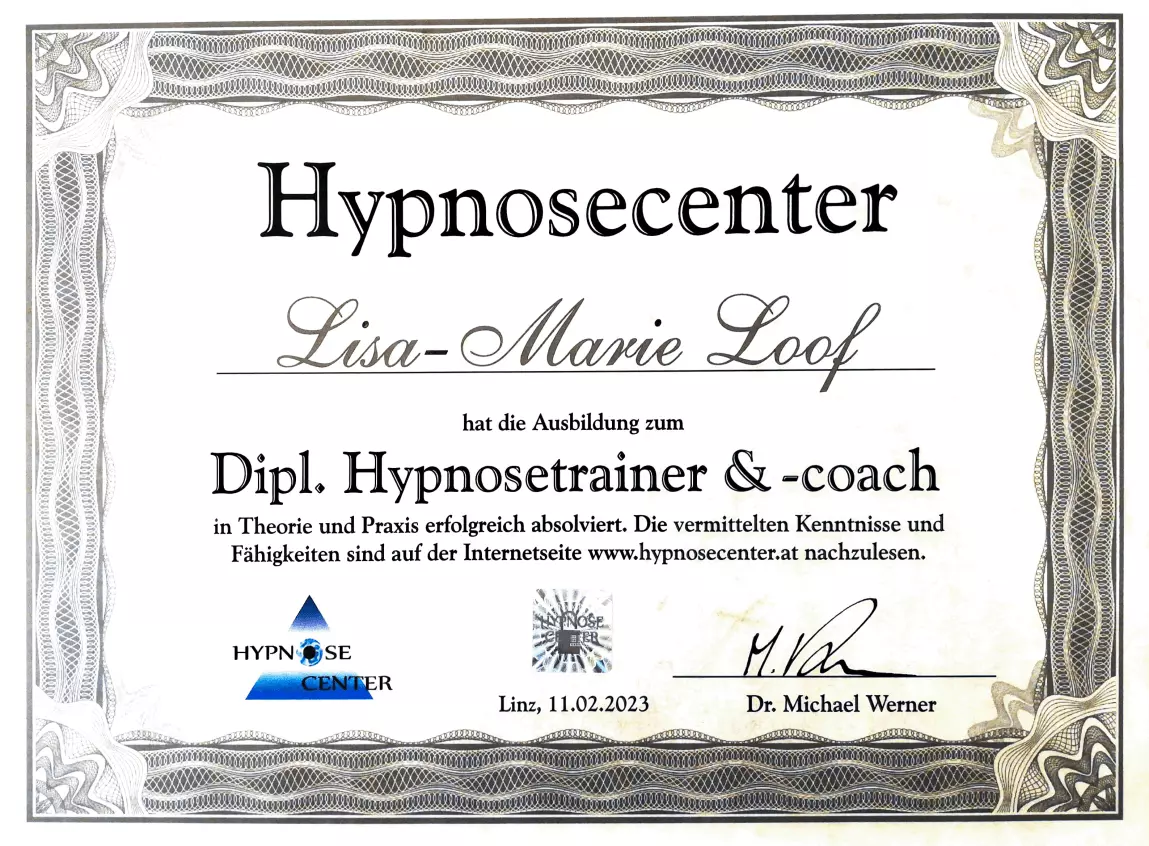 Hypnosecenter
Lisa-Marie Loof
hat die Ausbildung zum
Dipl. Hypnosetrainer & -coach
in Theorie und Praxis erfolgreich absolviert. Die vermittelten Kenntnisse und
Fähigkeiten sind auf der Internetseite www.hypnosecenter.at nachzulesen.
HYPNOSE
CENTER
HYPNOSE
CENTER
Linz, 11.02.2023
Dr. Michael Werner